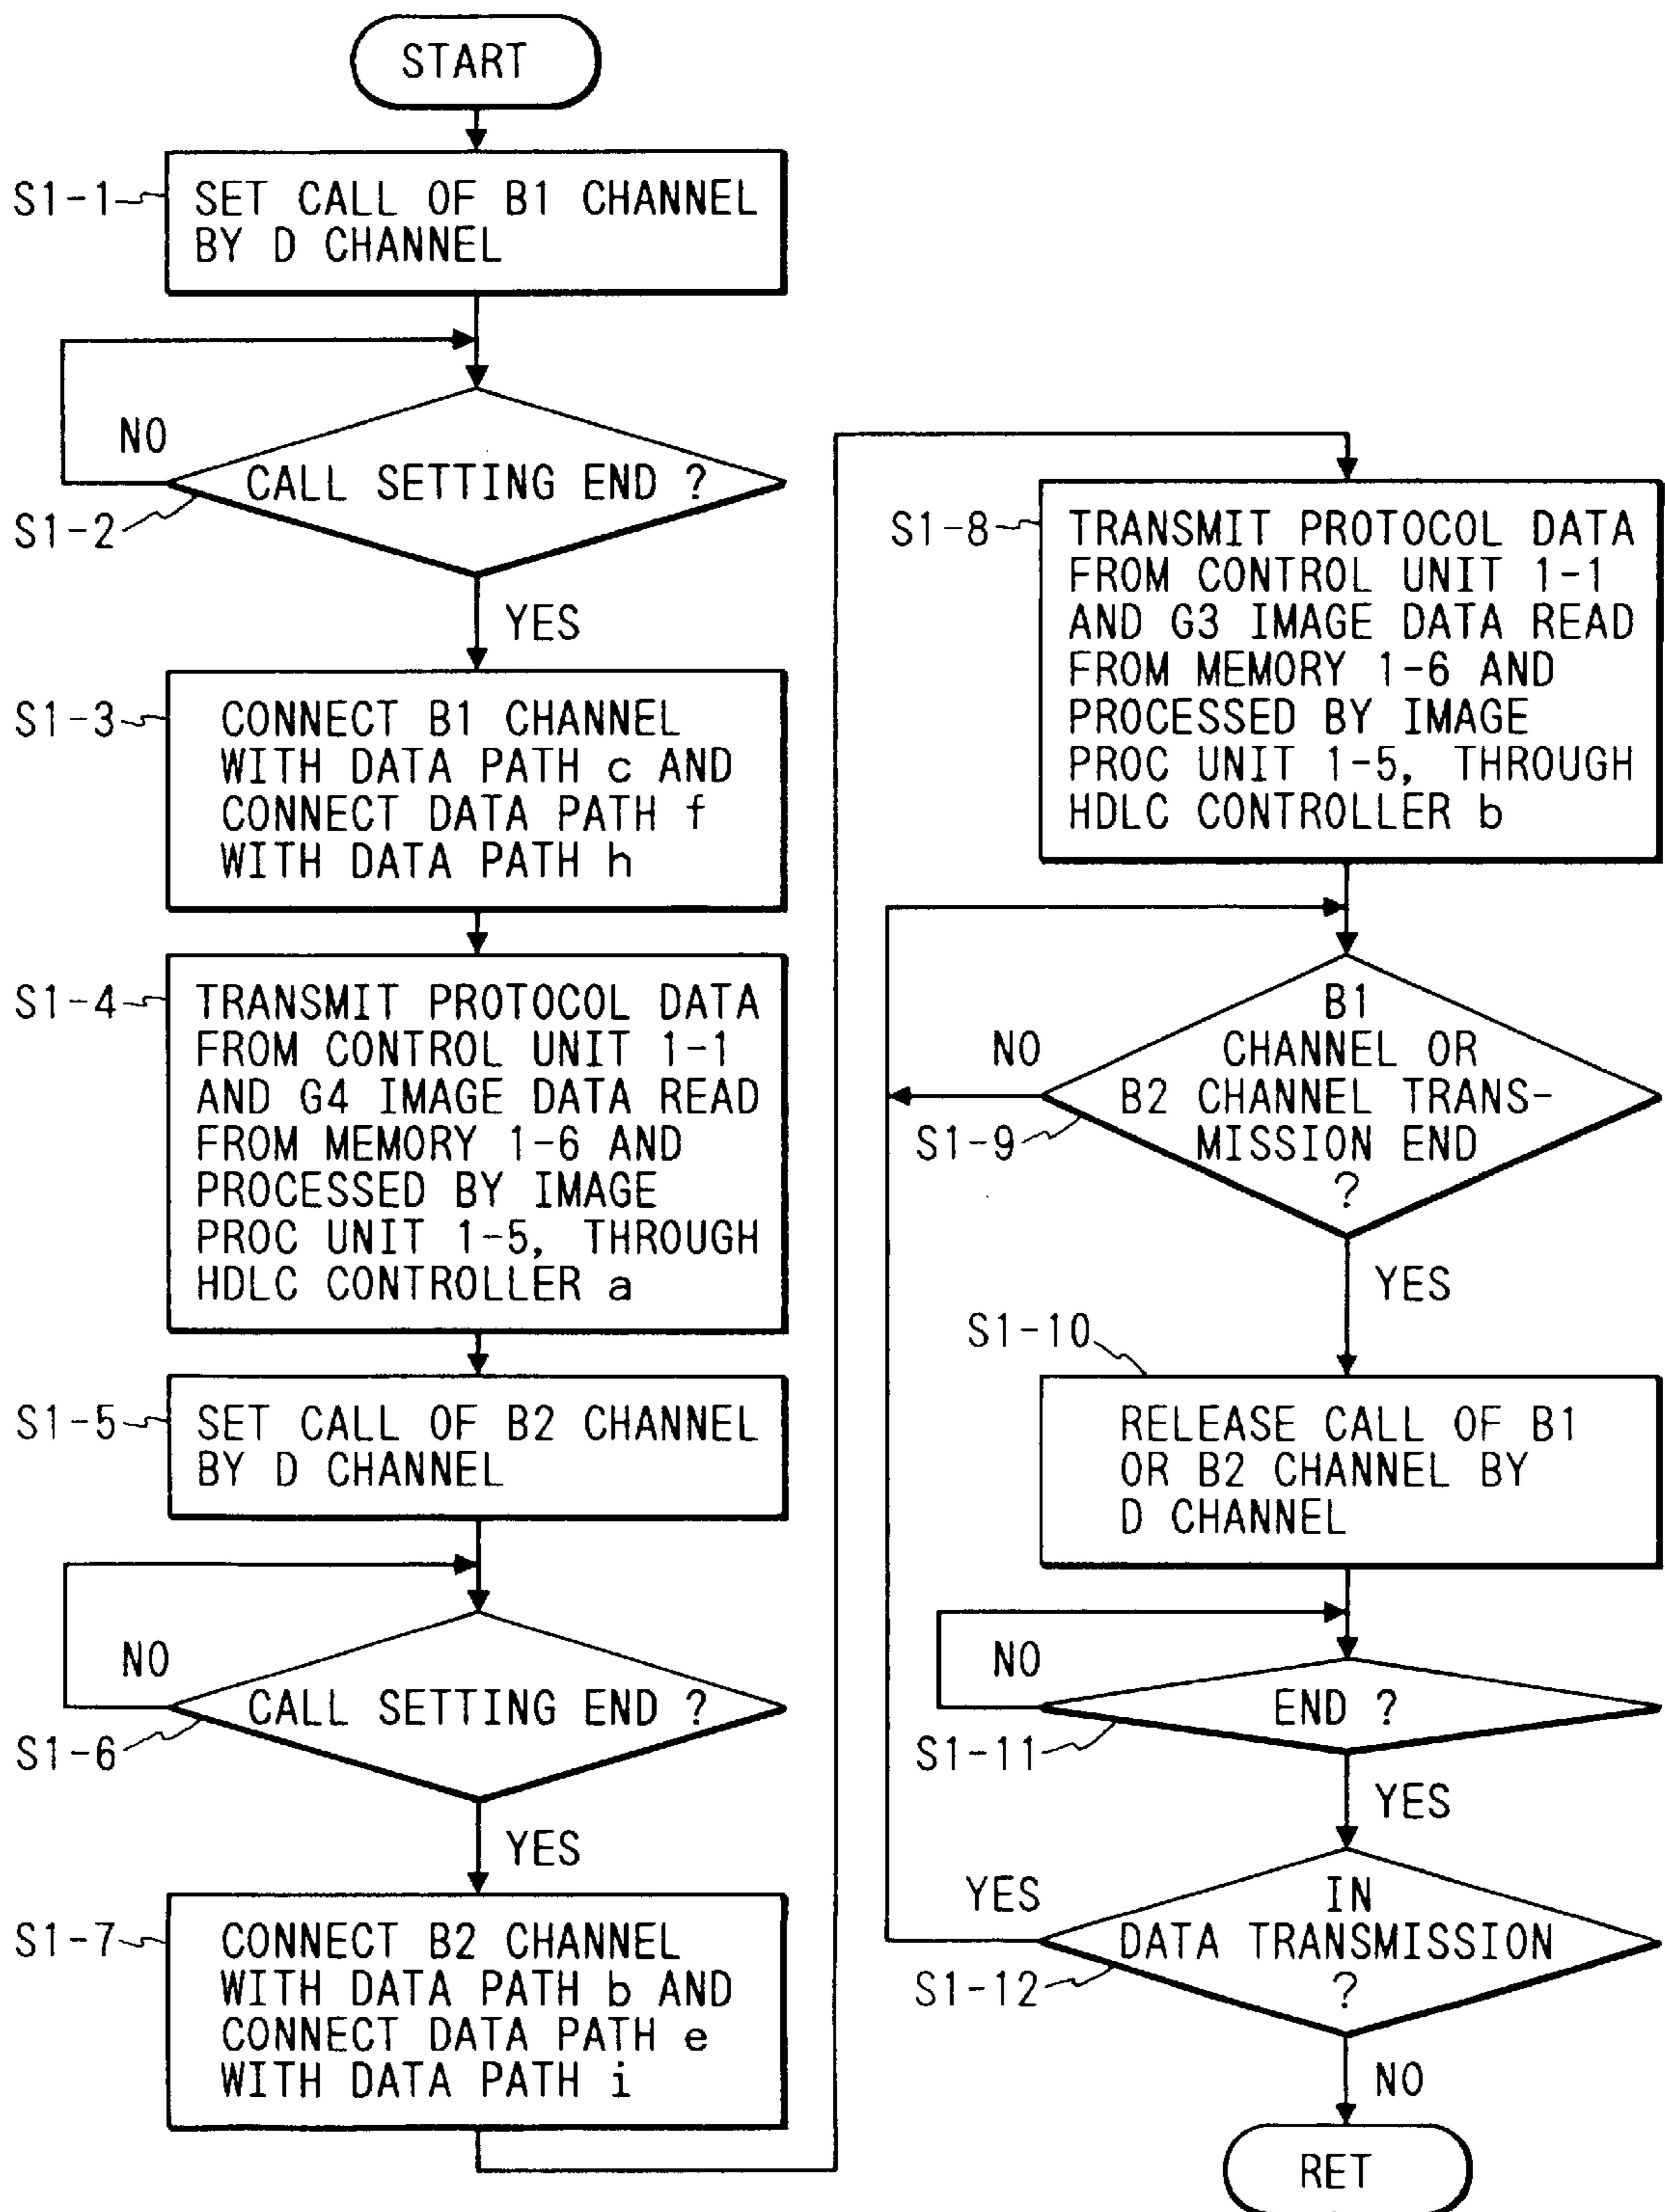 START
S1-1
SET CALL OF B1 CHANNEL
BY D CHANNEL
NO
CALL SETTING END ?
S1-2
YES
S1-3
CONNECT B1 CHANNEL
WITH DATA PATH c AND
CONNECT DATA PATH f
WITH DATA PATH h
S1-4
TRANSMIT PROTOCOL DATA
FROM CONTROL UNIT 1-1
AND G4 IMAGE DATA READ
FROM MEMORY 1-6 AND
PROCESSED BY IMAGE
PROC UNIT 1-5, THROUGH
HDLC CONTROLLER a
S1-5
SET CALL OF B2 CHANNEL
BY D CHANNEL
NO
CALL SETTING END ?
S1-6
YES
S1-7
CONNECT B2 CHANNEL
WITH DATA PATH b AND
CONNECT DATA PATH e
WITH DATA PATH i
S1-8
TRANSMIT PROTOCOL DATA
FROM CONTROL UNIT 1-1
AND G3 IMAGE DATA READ
FROM MEMORY 1-6 AND
PROCESSED BY IMAGE
PROC UNIT 1-5, THROUGH
HDLC CONTROLLER b
NO
B1
CHANNEL OR
B2 CHANNEL TRANS-
MISSION END
?
S1-9
YES
S1-10
RELEASE CALL OF B1
OR B2 CHANNEL BY
D CHANNEL
NO
END ?
S1-11
YES
YES
IN
DATA TRANSMISSION
?
S1-12
NO
RET